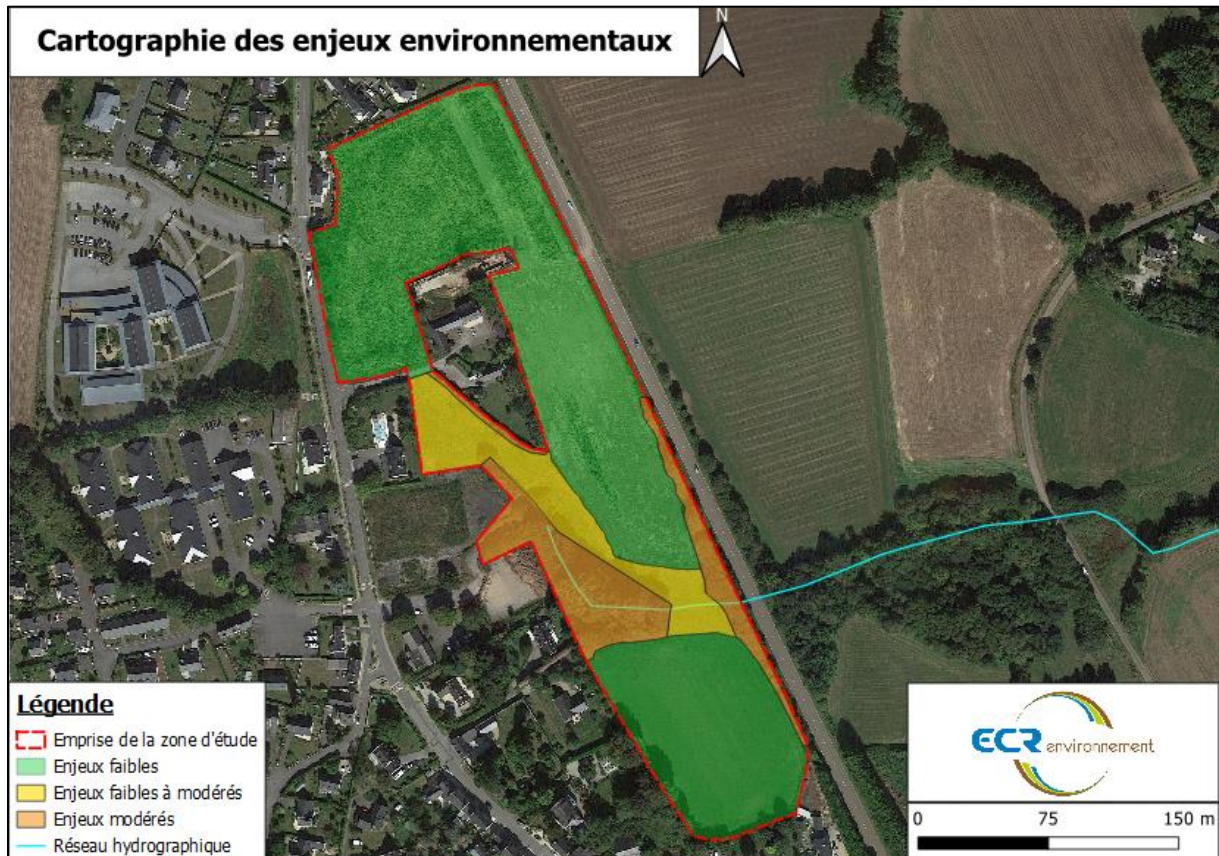 Cartographie des enjeux environnementaux
N
Légende
Emprise de la zone d'étude
Enjeux faibles
Enjeux faibles à modérés
Enjeux modérés
Réseau hydrographique
ECR environnement
0 75 150 m